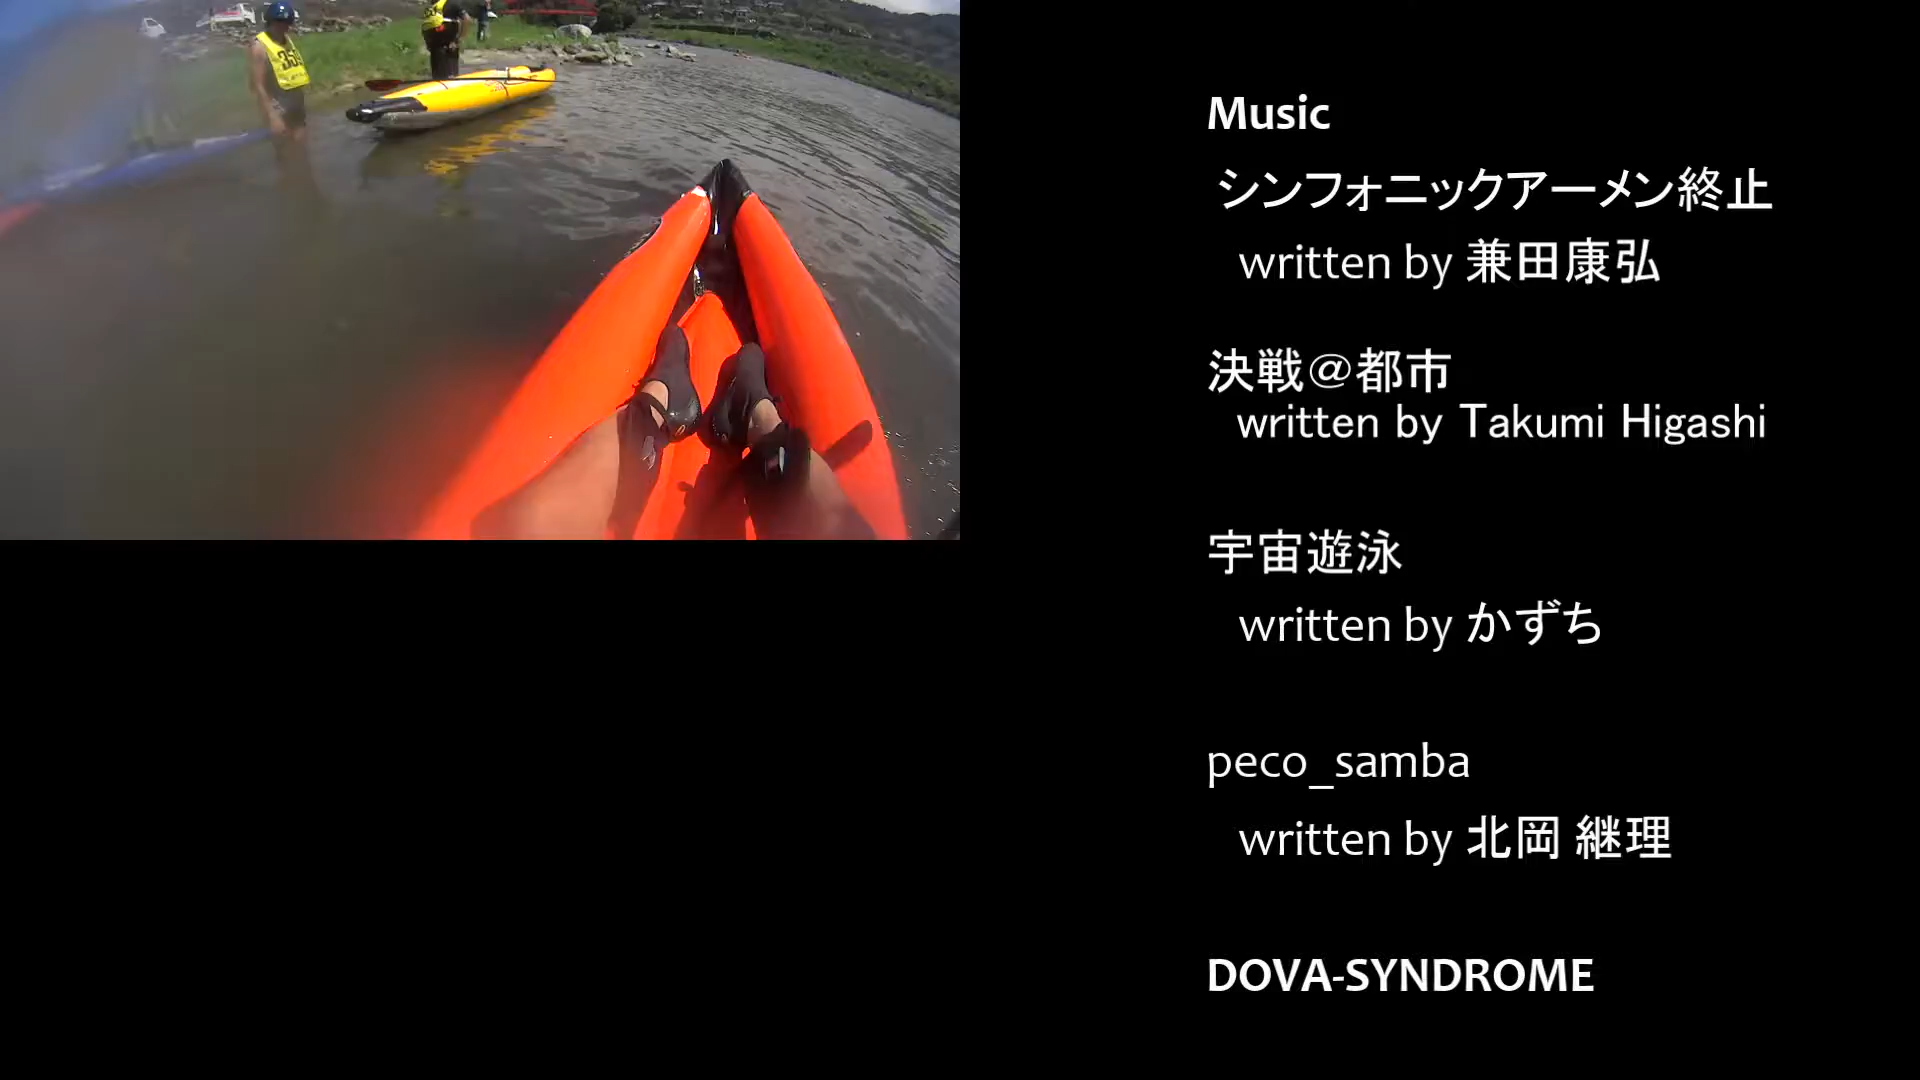 Music
シンフォニックアーメン終止
written by 兼田康弘
決戦＠都市
written by Takumi Higashi
宇宙遊泳
written by かずち
peco_samba
written by 北岡 継理
DOVA-SYNDROME